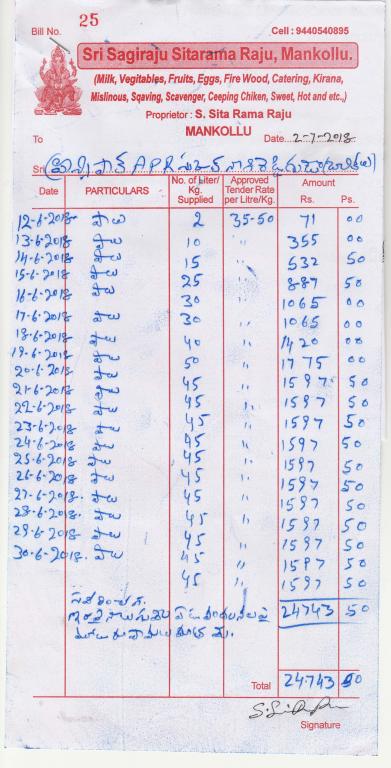 Bill No. 25 Cell : 9440540895
Sri Sagiraju Sitarama Raju, Mankollu.
(Milk, Vegitables, Fruits, Eggs, Fire Wood, Catering, Kirana,
Mislinous, Sqaving, Scavenger, Ceeping Chiken, Sweet, Hot and etc.,)
Proprietor : S. Sita Rama Raju
MANKOLLU
To Date 2-7-2018
Sri
Date PARTICULARS No. of Liter/ Kg. Supplied Approved Tender Rate per Litre/Kg. Amount Rs. Ps.
12-6-2018 పాలు 2 35-50 71 00
13-6-2018 పాలు 10 " 355 00
14-6-2018 పాలు 15 " 532 50
15-6-2018 పాలు 25 " 887 50
16-6-2018 పాలు 30 " 1065 00
17-6-2018 పాలు 30 " 1065 00
18-6-2018 పాలు 40 " 1420 00
19-6-2018 పాలు 50 " 1775 00
20-6-2018 పాలు 45 " 1597 50
21-6-2018 పాలు 45 " 1597 50
22-6-2018 పాలు 45 " 1597 50
23-6-2018 పాలు 45 " 1597 50
24-6-2018 పాలు 45 " 1597 50
25-6-2018 పాలు 45 " 1597 50
26-6-2018 పాలు 45 " 1597 50
27-6-2018 పాలు 45 " 1597 50
28-6-2018 పాలు 45 " 1597 50
29-6-2018 పాలు 45 " 1597 50
30-6-2018 పాలు 45 " 1597 50
24743 50
Total 24743 50
Signature